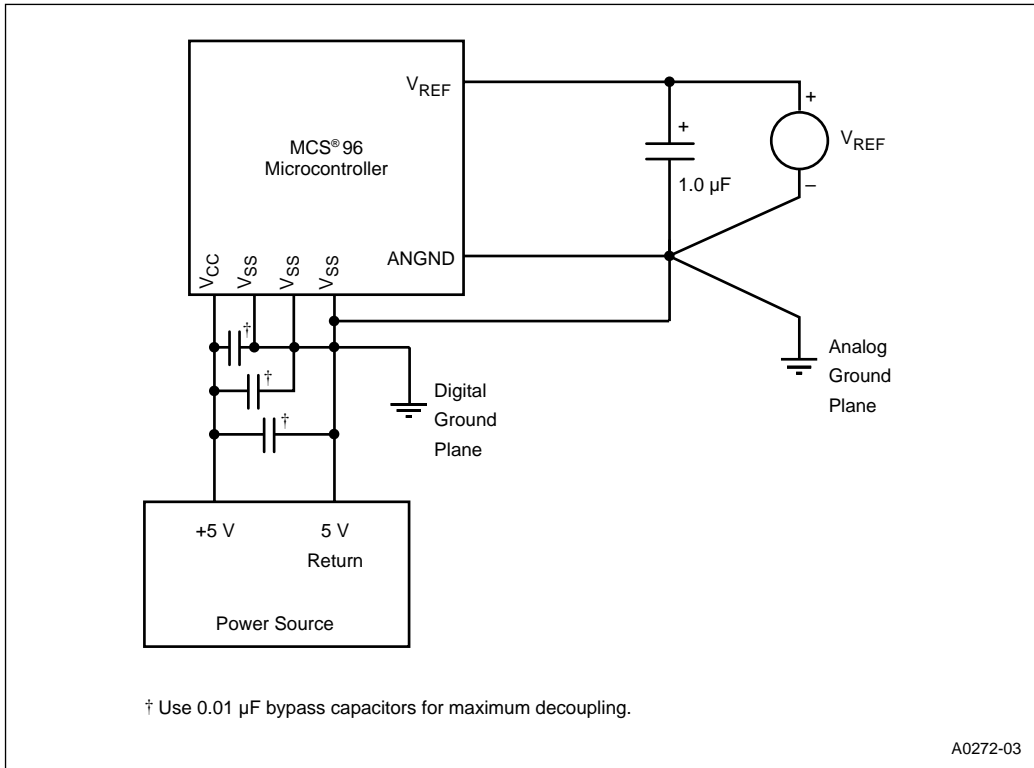 VREF
MCS® 96
Microcontroller
+
VREF
1.0 µF
–
ANGND
VCC
VSS
VSS
VSS
†
†
†
Digital
Ground
Plane
Analog
Ground
Plane
+5 V
5 V
Return
Power Source
† Use 0.01 µF bypass capacitors for maximum decoupling.
A0272-03
+